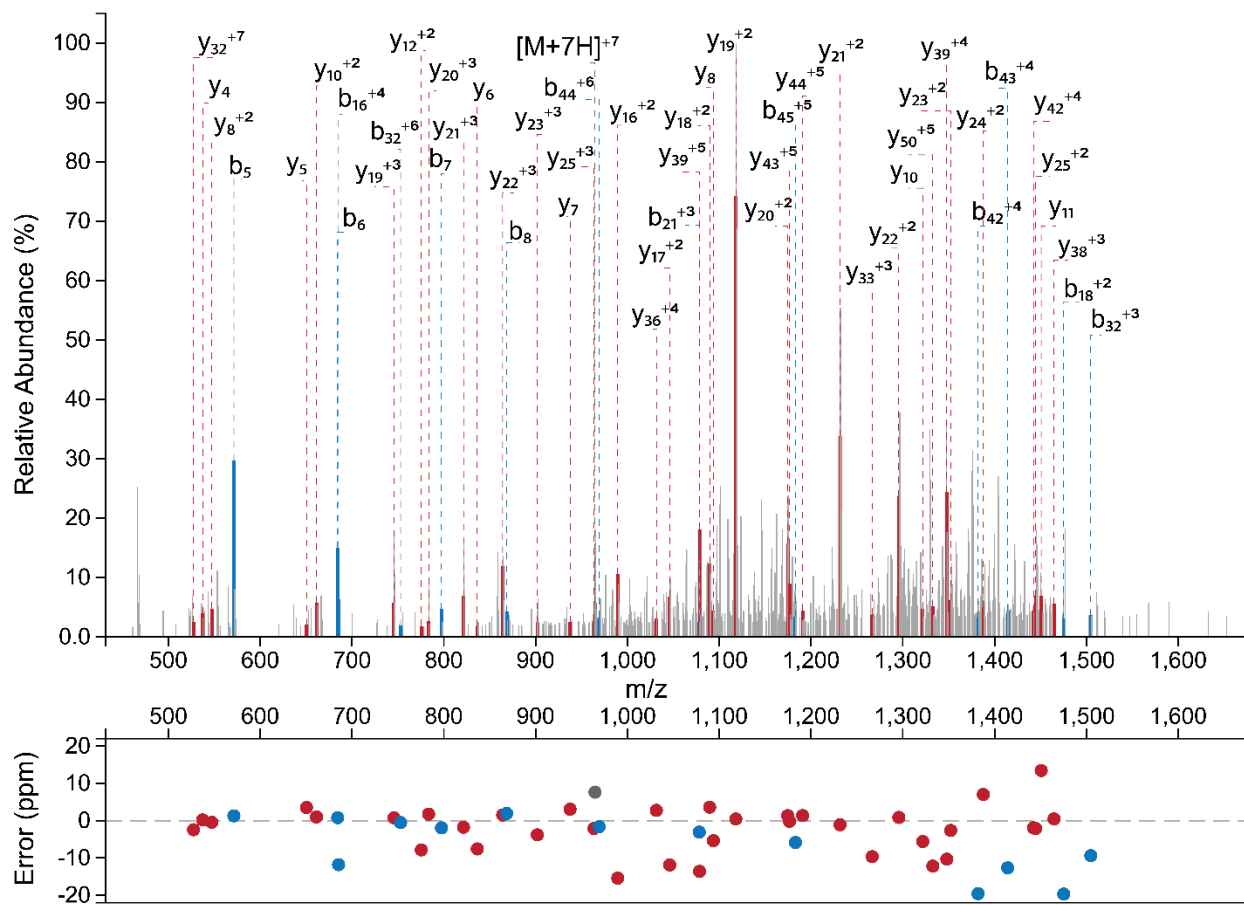 100
90
80
70
60
50
40
30
20
10
0.0
Relative Abundance (%)
y32+7
y4
y8+2
b5
y5
y10+2
b16+4
b6
y12+2
y20+3
b32+6
y21+3
y19+3
b7
y6
y22+3
b8
y23+3
[M+7H]+7
b44+6
y25+3
y7
y16+2
y36+4
y17+2
b21+3
y39+5
y18+2
y8
y19+2
y20+2
y43+5
b45+5
y44+5
y21+2
y33+3
y22+2
y10
y50+5
y23+2
y39+4
y24+2
b42+4
b43+4
y42+4
y25+2
y11
y38+3
b18+2
b32+3
500 600 700 800 900 1,000 1,100 1,200 1,300 1,400 1,500 1,600
m/z
500 600 700 800 900 1,000 1,100 1,200 1,300 1,400 1,500 1,600
Error (ppm)
20
10
0
-10
-20